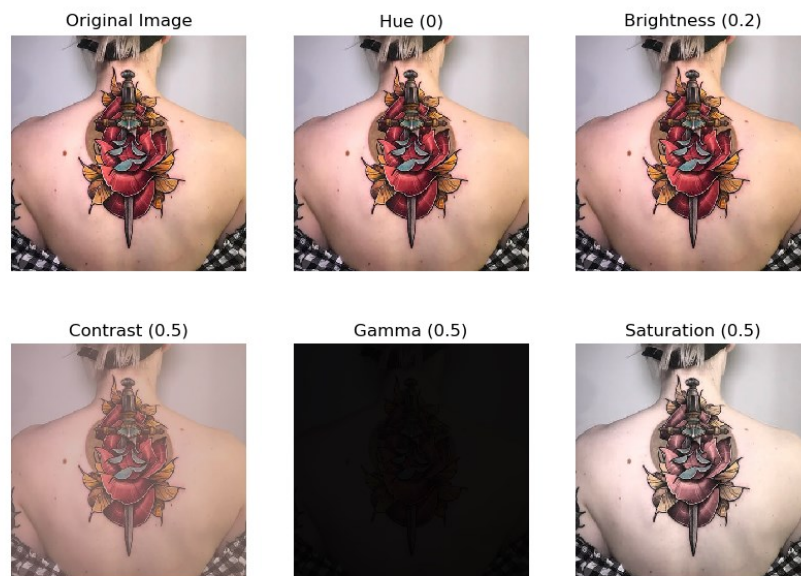 Original Image
Hue (0)
Brightness (0.2)
Contrast (0.5)
Gamma (0.5)
Saturation (0.5)